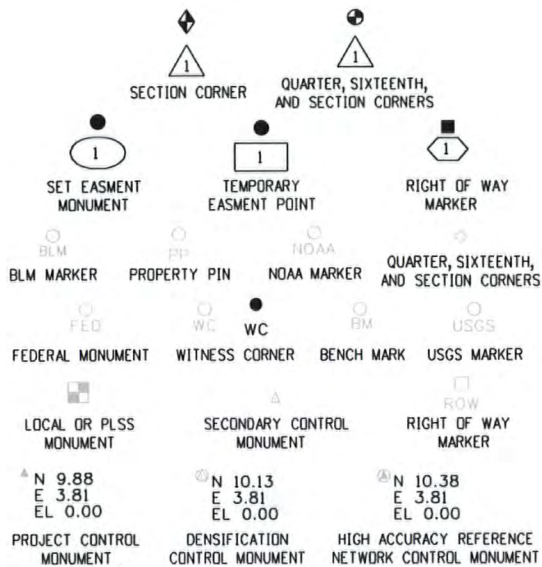 1
1
SECTION CORNER
QUARTER, SIXTEENTH,
AND SECTION CORNERS
1
1
1
SET EASMENT
MONUMENT
TEMPORARY
EASMENT POINT
RIGHT OF WAY
MARKER
BLM
PP
NOAA
BLM MARKER
PROPERTY PIN
NOAA MARKER
QUARTER, SIXTEENTH,
AND SECTION CORNERS
FED
WC
WC
BM
USGS
FEDERAL MONUMENT
WITNESS CORNER
BENCH MARK
USGS MARKER
ROW
LOCAL OR PLSS
MONUMENT
SECONDARY CONTROL
MONUMENT
RIGHT OF WAY
MARKER
N 9.88
E 3.81
EL 0.00
N 10.13
E 3.81
EL 0.00
N 10.38
E 3.81
EL 0.00
PROJECT CONTROL
MONUMENT
DENSIFICATION
CONTROL MONUMENT
HIGH ACCURACY REFERENCE
NETWORK CONTROL MONUMENT